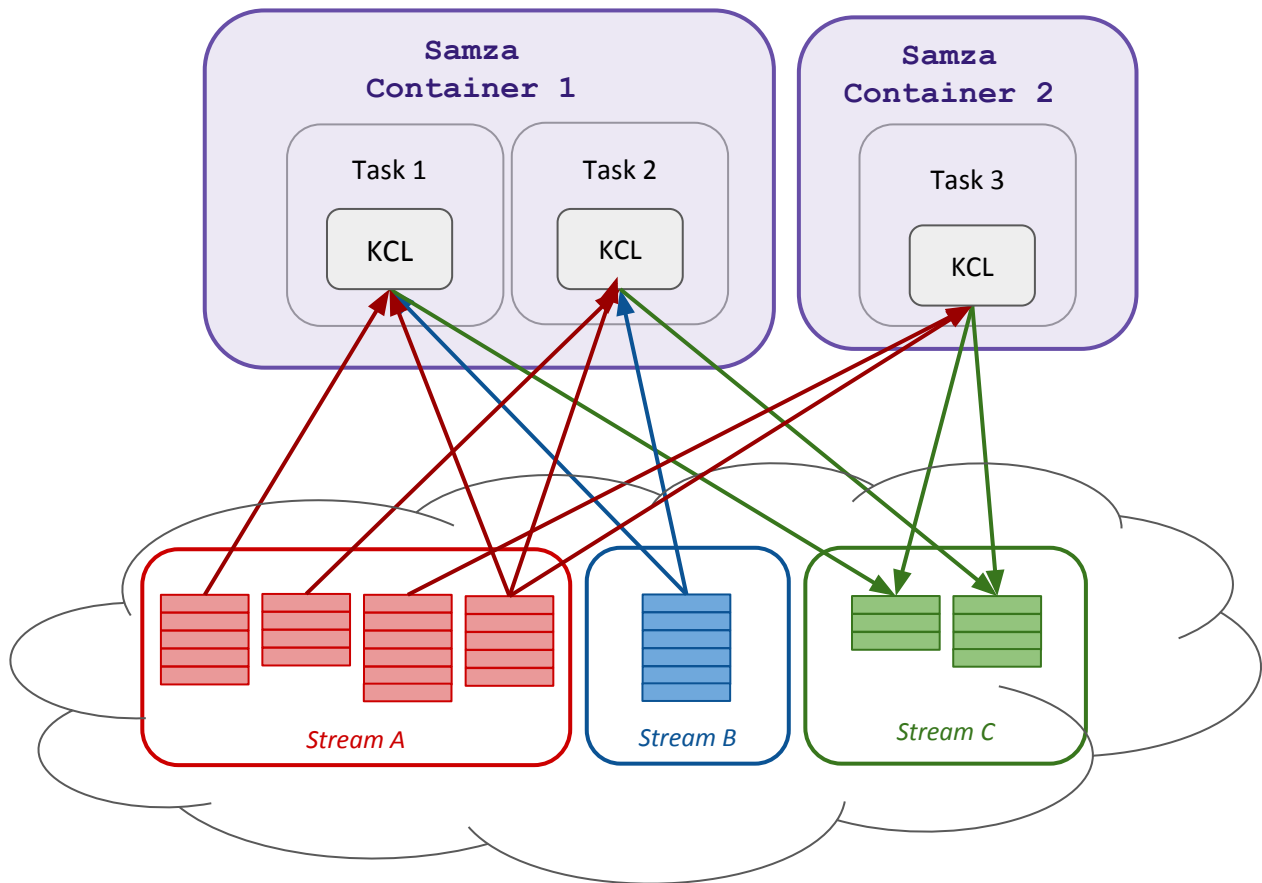 Samza
Container 1
Samza
Container 2
Task 1
Task 2
Task 3
KCL
KCL
KCL
Stream A
Stream B
Stream C